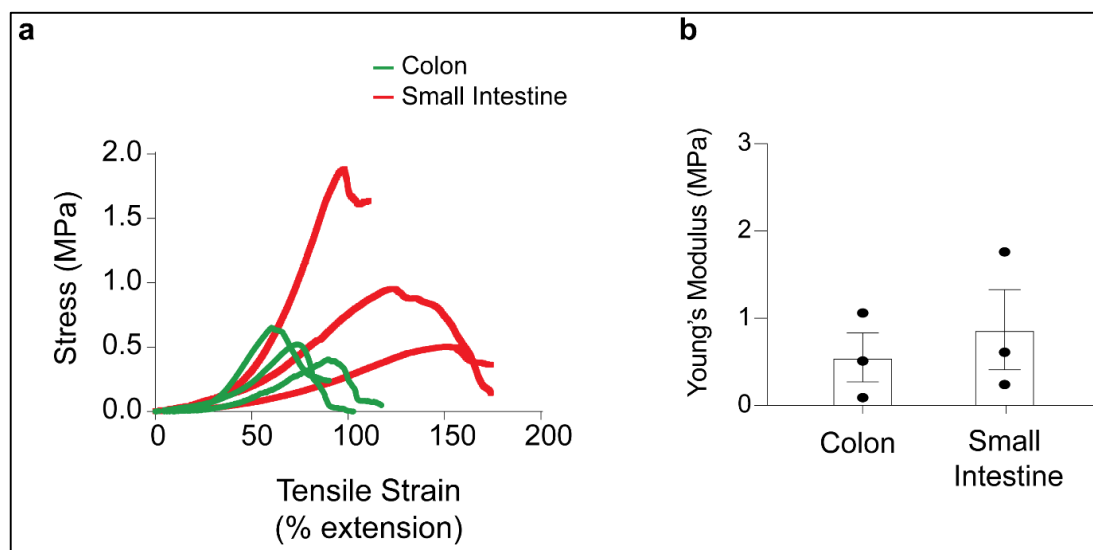 a
Colon
Small Intestine
Stress (MPa)
2.0
1.5
1.0
0.5
0.0
0
50
100
150
200
Tensile Strain
(% extension)
b
Young's Modulus (MPa)
3
2
1
0
Colon
Small
Intestine